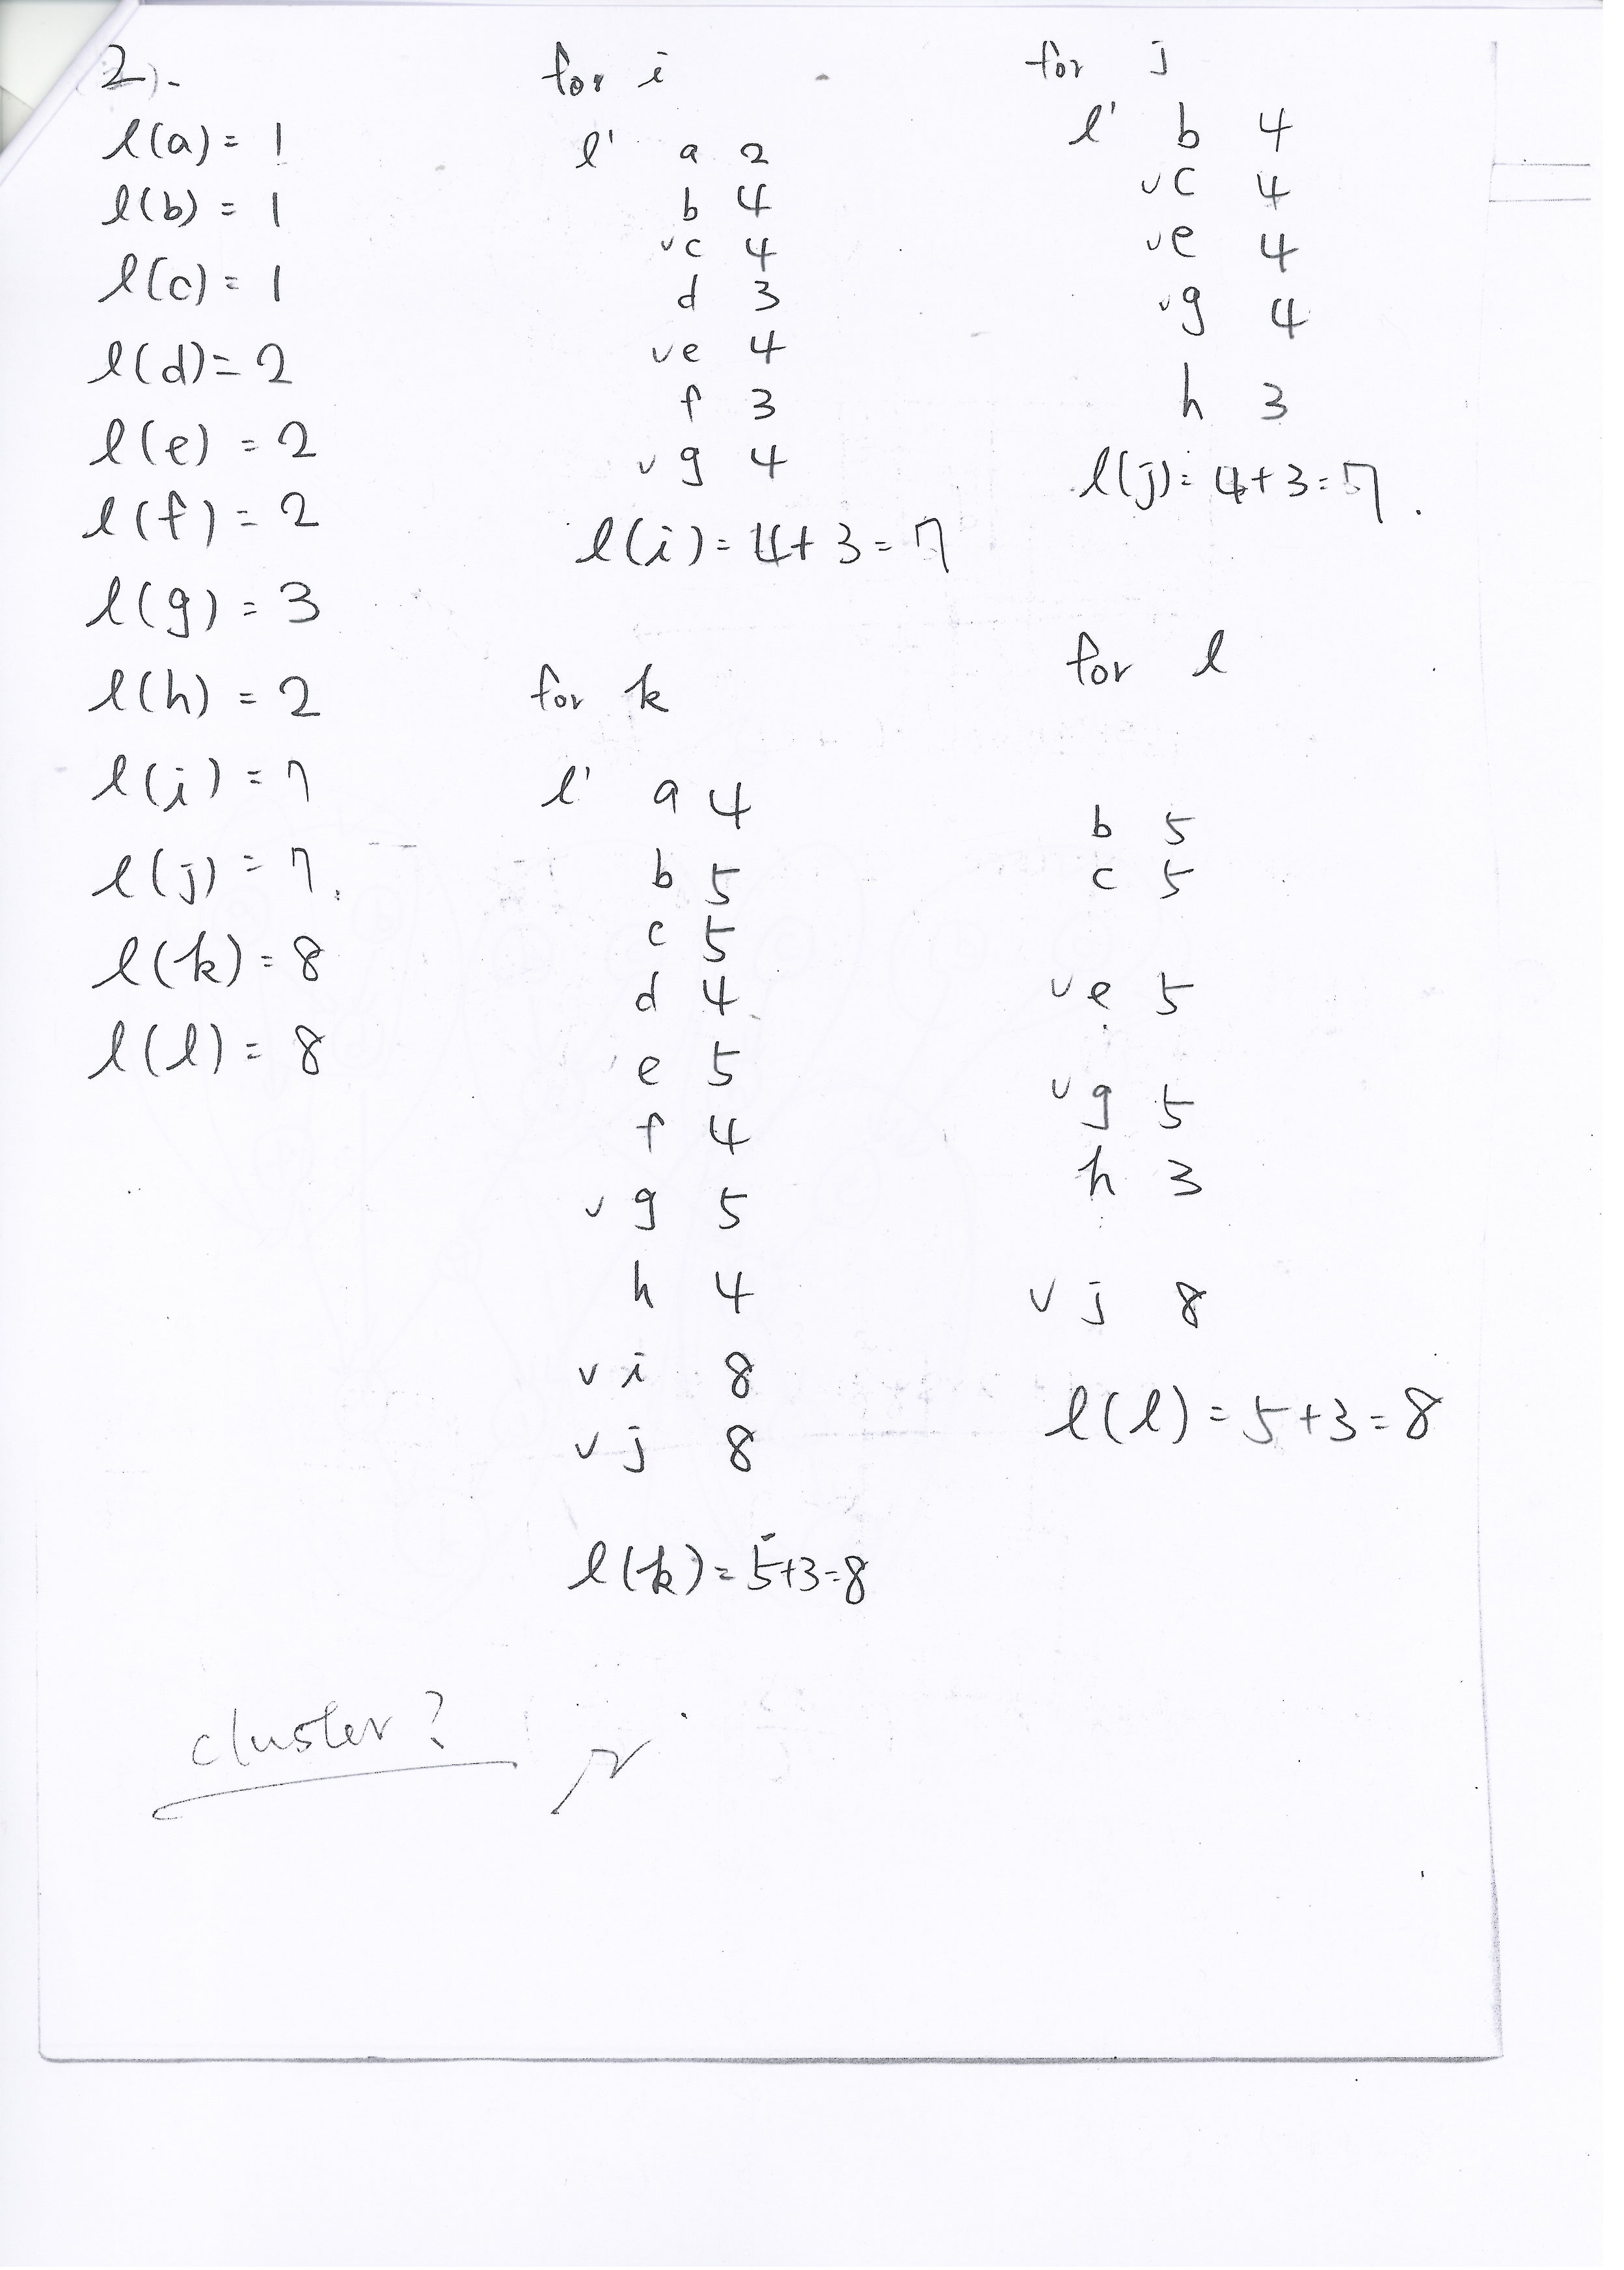 2).
l(a) = 1
l(b) = 1
l(c) = 1
l(d) = 2
l(e) = 2
l(f) = 2
l(g) = 3
l(h) = 2
l(i) = 7
l(j) = 7.
l(k) = 8
l(l) = 8
for i
l' a 2
b 4
v c 4
d 3
v e 4
f 3
v g 4
l(i) = 4+3 = 7
for j
l' b 4
v c 4
v e 4
v g 4
h 3
l(j) = 4+3 = 7.
for k
l' a 4
b 5
c 5
d 4
e 5
f 4
v g 5
h 4
v i 8
v j 8
l(k) = 5+3 = 8
for l
b 5
c 5
v e 5
v g 5
h 3
v j 8
l(l) = 5+3 = 8
cluster?